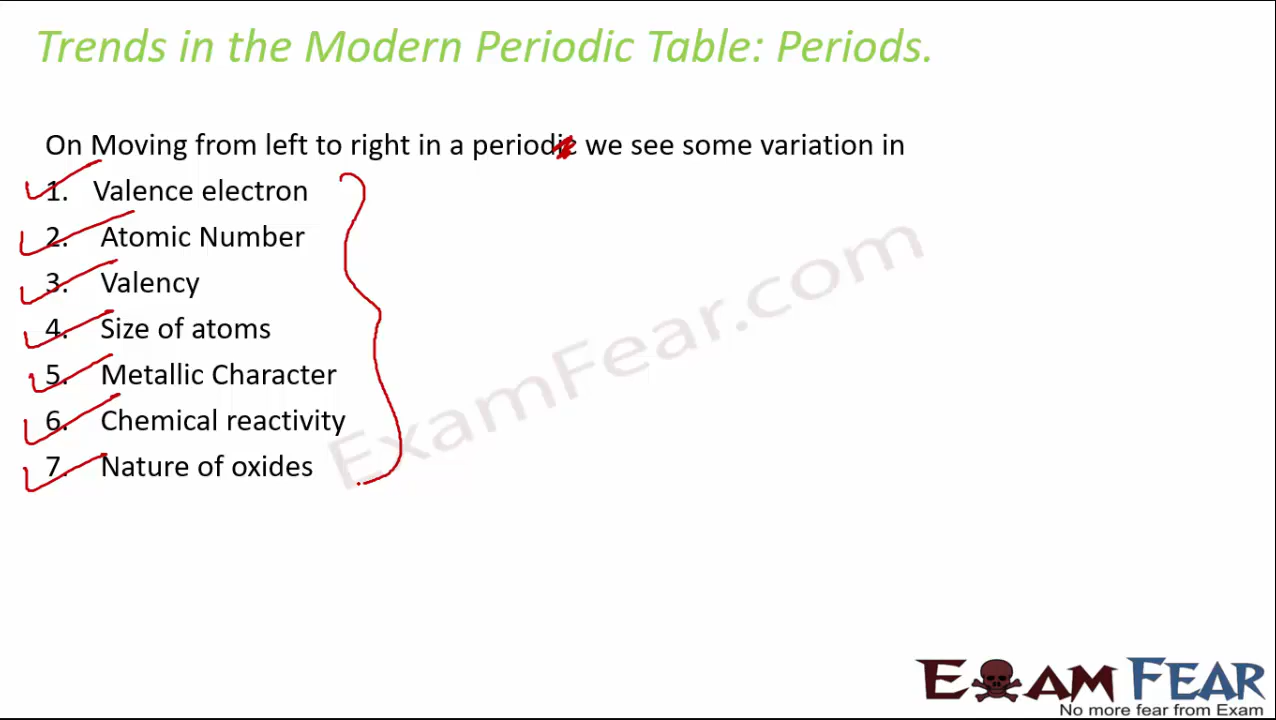 Trends in the Modern Periodic Table: Periods.
On Moving from left to right in a periodic we see some variation in
1. Valence electron
2. Atomic Number
3. Valency
4. Size of atoms
5. Metallic Character
6. Chemical reactivity
7. Nature of oxides
ExamFear.com
EXAM FEAR
No more fear from Exam